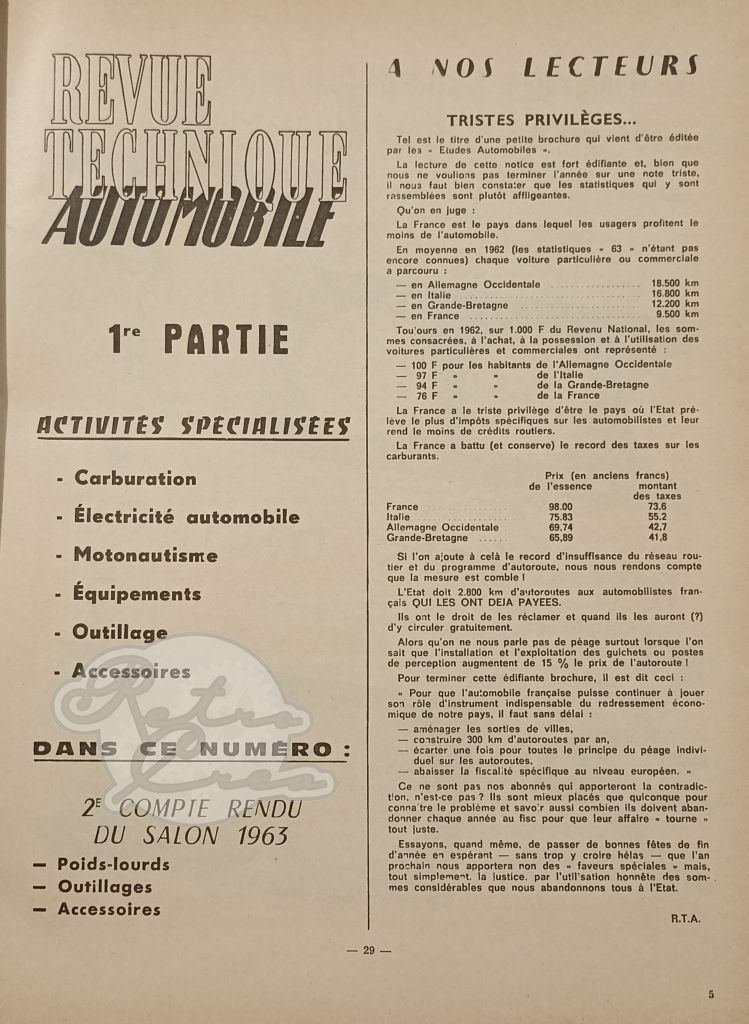 REVUE
TECHNIQUE
AUTOMOBILE
1re PARTIE
ACTIVITÉS SPÉCIALISÉES
- Carburation
- Électricité automobile
- Motonautisme
- Équipements
- Outillage
- Accessoires
Retro
Crea
DANS CE NUMÉRO :
2E COMPTE RENDU
DU SALON 1963
— Poids-lourds
— Outillages
— Accessoires
A NOS LECTEURS
TRISTES PRIVILÈGES...
Tel est le titre d'une petite brochure qui vient d'être éditée
par les « Etudes Automobiles ».
La lecture de cette notice est fort édifiante et, bien que
nous ne voulions pas terminer l'année sur une note triste,
il nous faut bien constater que les statistiques qui y sont
rassemblées sont plutôt affligeantes.
Qu'on en juge :
La France est le pays dans lequel les usagers profitent le
moins de l'automobile.
En moyenne en 1962 (les statistiques « 63 » n'étant pas
encore connues) chaque voiture particulière ou commerciale
a parcouru :
— en Allemagne Occidentale .................. 18.500 km
— en Italie .................. 16.800 km
— en Grande-Bretagne .................. 12.200 km
— en France .................. 9.500 km
Tou'ours en 1962, sur 1.000 F du Revenu National, les som-
mes consacrées, à l'achat, à la possession et à l'utilisation des
voitures particulières et commerciales ont représenté :
— 100 F pour les habitants de l'Allemagne Occidentale
— 97 F » » de l'Italie
— 94 F » » de la Grande-Bretagne
— 76 F » » de la France
La France a le triste privilège d'être le pays où l'Etat pré-
lève le plus d'impôts spécifiques sur les automobilistes et leur
rend le moins de crédits routiers.
La France a battu (et conserve) le record des taxes sur les
carburants.
Prix (en anciens francs)
de l'essence montant
des taxes
France .................. 98.00 73.6
Italie .................. 75.83 55.2
Allemagne Occidentale . 69,74 42,7
Grande-Bretagne ...... 65,89 41,8
Si l'on ajoute à celà le record d'insuffisance du réseau rou-
tier et du programme d'autoroute, nous nous rendons compte
que la mesure est comble !
L'Etat doit 2.800 km d'autoroutes aux automobilistes fran-
çais QUI LES ONT DEJA PAYEES.
Ils ont le droit de les réclamer et quand ils les auront (?)
d'y circuler gratuitement.
Alors qu'on ne nous parle pas de péage surtout lorsque l'on
sait que l'installation et l'exploitation des guichets ou postes
de perception augmentent de 15 % le prix de l'autoroute !
Pour terminer cette édifiante brochure, il est dit ceci :
« Pour que l'automobile française puisse continuer à jouer
son rôle d'instrument indispensable du redressement écono-
mique de notre pays, il faut sans délai :
— aménager les sorties de villes,
— construire 300 km d'autoroutes par an,
— écarter une fois pour toutes le principe du péage indivi-
duel sur les autoroutes,
— abaisser la fiscalité spécifique au niveau européen. »
Ce ne sont pas nos abonnés qui apporteront la contradic-
tion, n'est-ce pas ? Ils sont mieux placés que quiconque pour
conna'tre le problème et savo'r aussi combien ils doivent aban-
donner chaque année au fisc pour que leur affaire « tourne »
tout juste.
Essayons, quand même, de passer de bonnes fêtes de fin
d'année en espérant — sans trop y croire hélas — que l'an
prochain nous apportera non des « faveurs spéciales » mais,
tout simplement, la justice, par l'util'sation honnête des som-
mes considérables que nous abandonnons tous à l'Etat.
R.T.A.
— 29 —
5